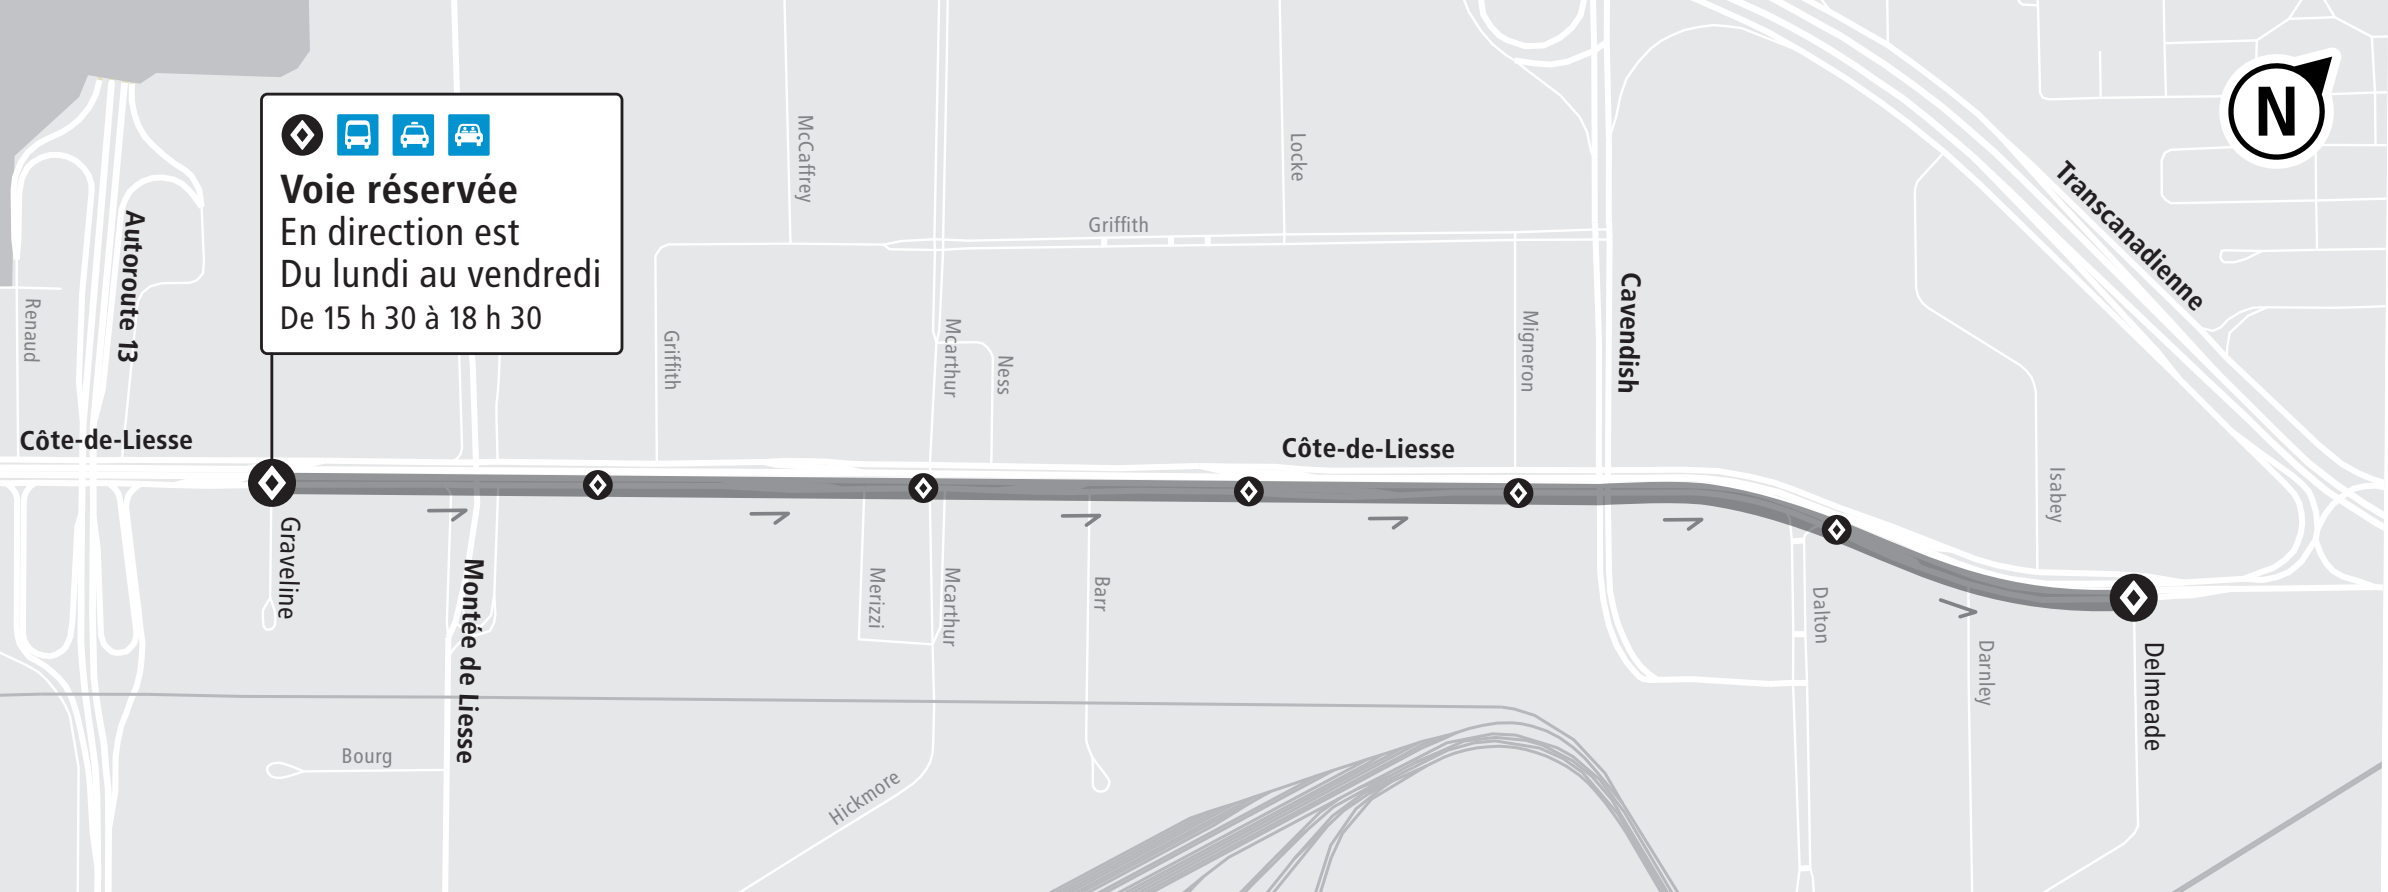 Voie réservée
En direction est
Du lundi au vendredi
De 15 h 30 à 18 h 30
N
McCaffrey
Locke
Griffith
Transcanadienne
Autoroute 13
Renaud
Griffith
Mcarthur
Ness
Migneron
Cavendish
Côte-de-Liesse
Côte-de-Liesse
Isabey
Graveline
Montée de Liesse
Merizzi
Mcarthur
Barr
Dalton
Darnley
Delmeade
Bourg
Hickmore